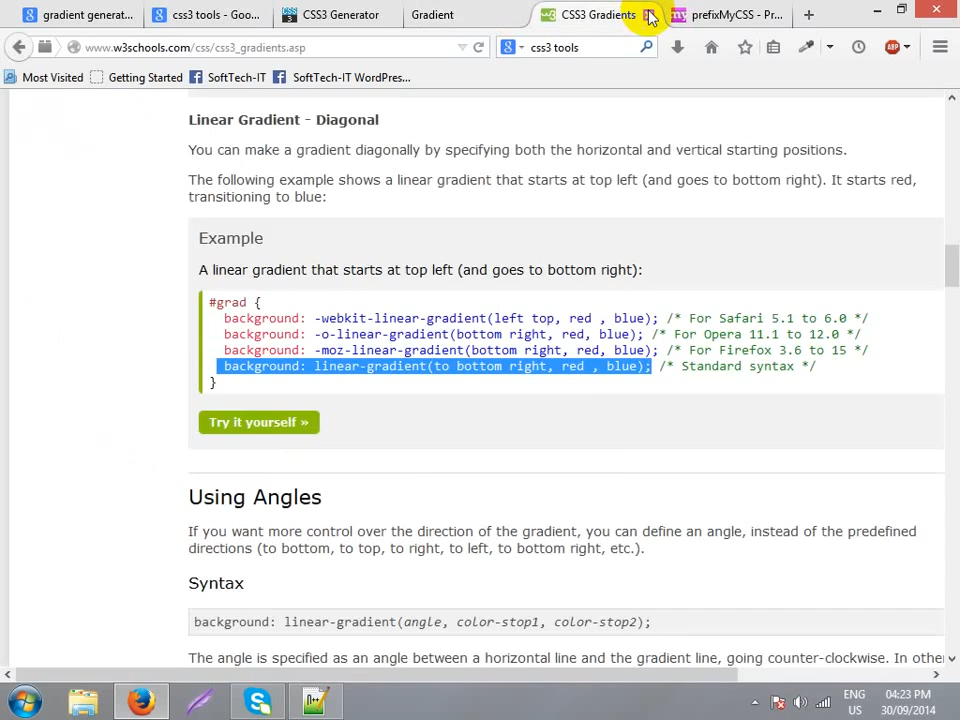 gradient generat...
css3 tools - Goo...
CSS3 Generator
Gradient
CSS3 Gradients
prefixMyCSS - Pr...
www.w3schools.com/css/css3_gradients.asp
css3 tools
Most Visited
Getting Started
SoftTech-IT
SoftTech-IT WordPres...
Linear Gradient - Diagonal
You can make a gradient diagonally by specifying both the horizontal and vertical starting positions.
The following example shows a linear gradient that starts at top left (and goes to bottom right). It starts red,
transitioning to blue:
Example
A linear gradient that starts at top left (and goes to bottom right):
#grad {
background: -webkit-linear-gradient(left top, red , blue); /* For Safari 5.1 to 6.0 */
background: -o-linear-gradient(bottom right, red, blue); /* For Opera 11.1 to 12.0 */
background: -moz-linear-gradient(bottom right, red, blue); /* For Firefox 3.6 to 15 */
background: linear-gradient(to bottom right, red , blue); /* Standard syntax */
}
Try it yourself »
Using Angles
If you want more control over the direction of the gradient, you can define an angle, instead of the predefined
directions (to bottom, to top, to right, to left, to bottom right, etc.).
Syntax
background: linear-gradient(angle, color-stop1, color-stop2);
The angle is specified as an angle between a horizontal line and the gradient line, going counter-clockwise. In other
ENG
US
04:23 PM
30/09/2014